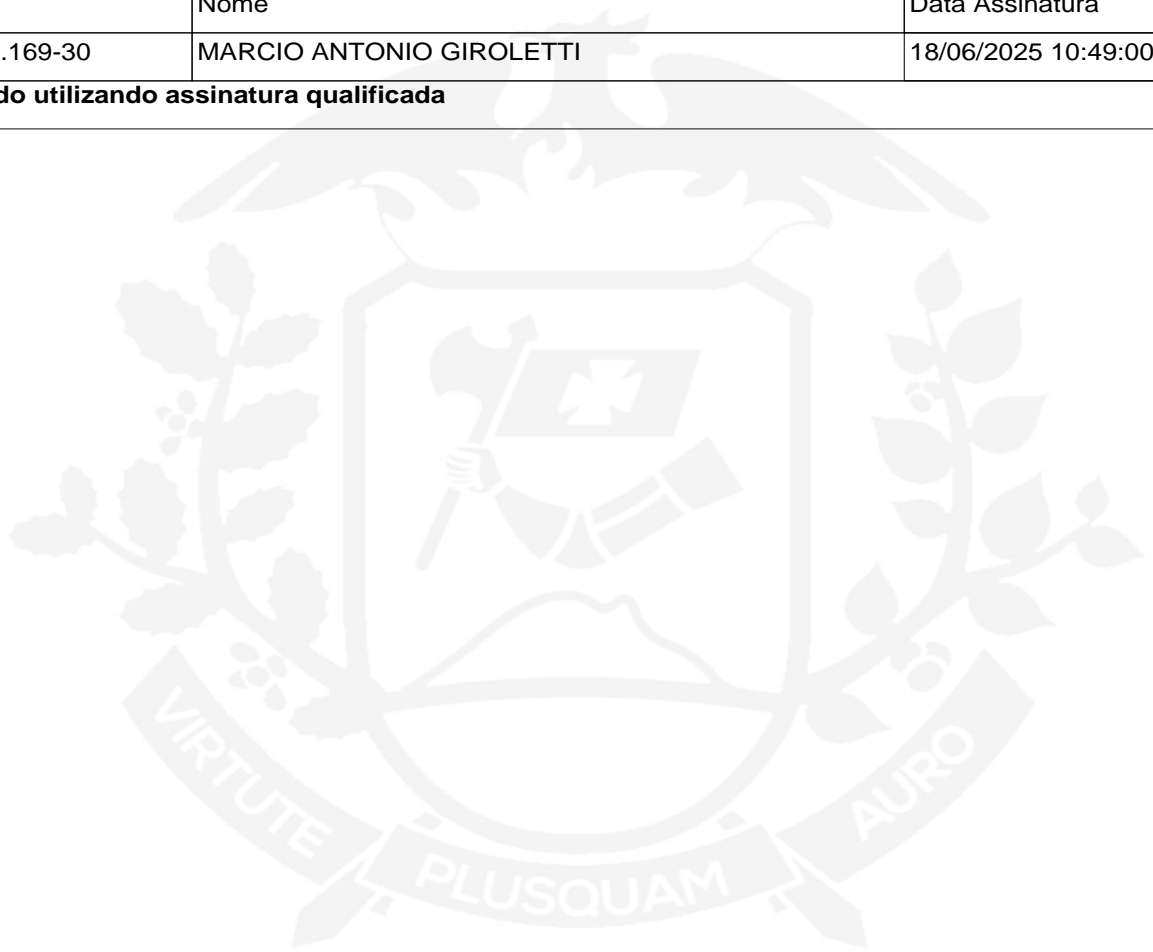 Nome Data Assinatura
.169-30 MARCIO ANTONIO GIROLETTI 18/06/2025 10:49:00
do utilizando assinatura qualificada
VIRTUTE PLUSQUAM AURO